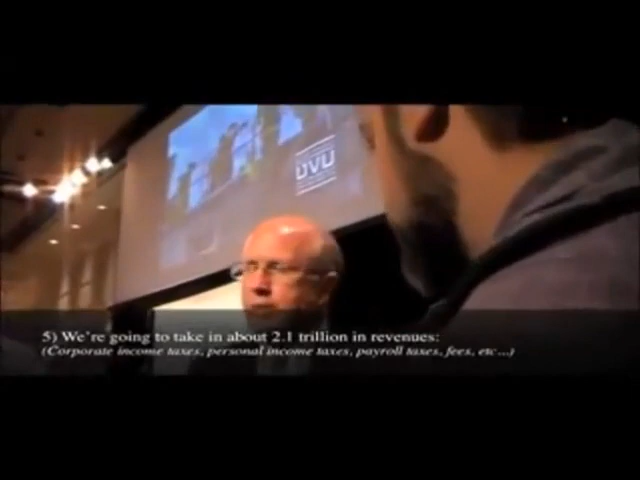 UVU
5) We're going to take in about 2.1 trillion in revenues:
(Corporate income taxes, personal income taxes, payroll taxes, fees, etc...)